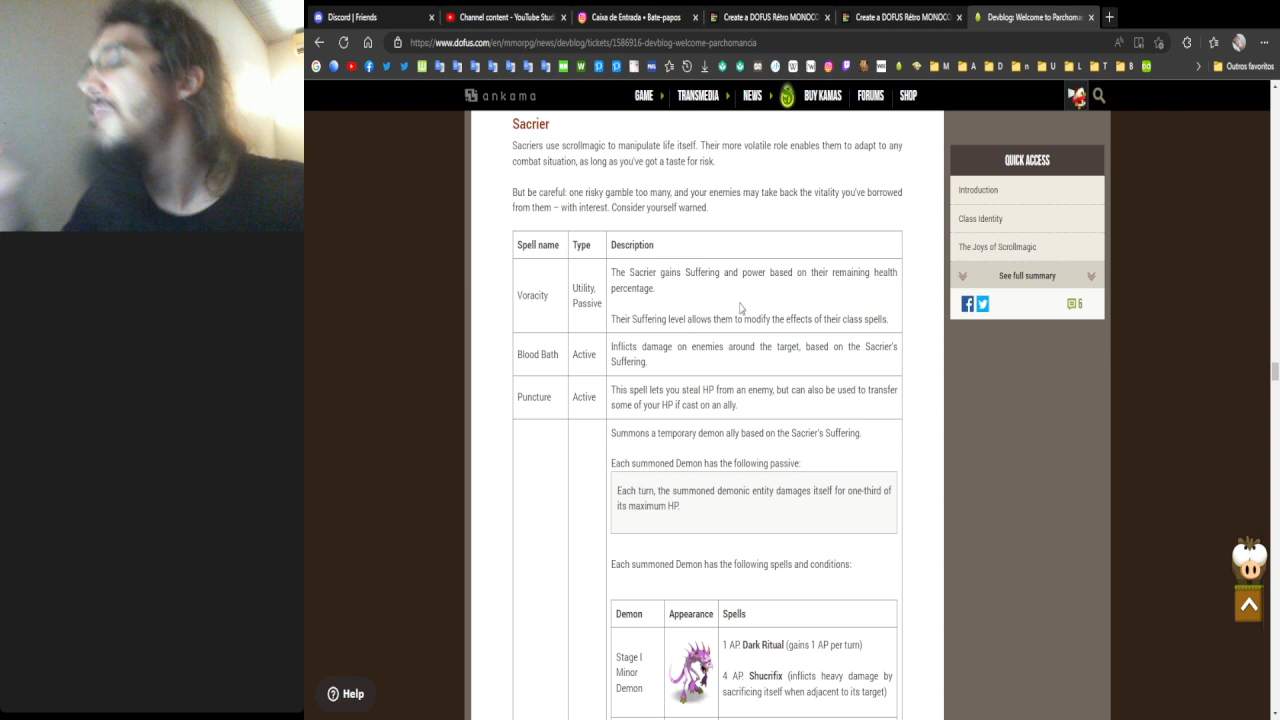 Discord | Friends
Channel content - YouTube Stud
Caixa de Entrada • Bate-papos
Create a DOFUS Rétro MONOCO
Create a DOFUS Rétro MONOCO
Devblog: Welcome to Parchoma
https://www.dofus.com/en/mmorpg/news/devblog/tickets/1586916-devblog-welcome-parchomancia
Outros favoritos
ankama
GAME
TRANSMEDIA
NEWS
BUY KAMAS
FORUMS
SHOP
Sacrier
Sacriers use scrollmagic to manipulate life itself. Their more volatile role enables them to adapt to any
combat situation, as long as you've got a taste for risk.
But be careful: one risky gamble too many, and your enemies may take back the vitality you've borrowed
from them – with interest. Consider yourself warned.
Spell name Type Description
Voracity
Utility,
Passive
The Sacrier gains Suffering and power based on their remaining health
percentage.
Their Suffering level allows them to modify the effects of their class spells.
Blood Bath
Active
Inflicts damage on enemies around the target, based on the Sacrier's
Suffering.
Puncture
Active
This spell lets you steal HP from an enemy, but can also be used to transfer
some of your HP if cast on an ally.
Summons a temporary demon ally based on the Sacrier's Suffering.
Each summoned Demon has the following passive:
Each turn, the summoned demonic entity damages itself for one-third of
its maximum HP.
Each summoned Demon has the following spells and conditions:
Demon Appearance Spells
Stage I
Minor
Demon
1 AP. Dark Ritual (gains 1 AP per turn)
4 AP. Shucrifix (inflicts heavy damage by
sacrificing itself when adjacent to its target)
QUICK ACCESS
Introduction
Class Identity
The Joys of Scrollmagic
See full summary
6
Help